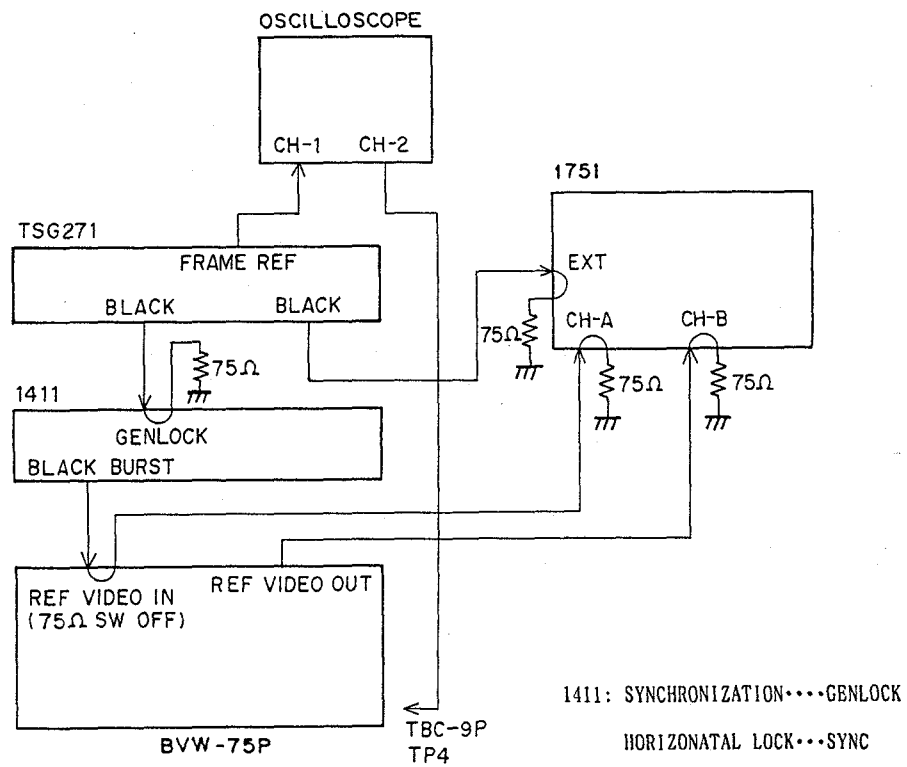 OSCILLOSCOPE
CH-1 CH-2
1751
TSG271
FRAME REF
EXT
BLACK BLACK
75Ω
CH-A CH-B
75Ω
75Ω
75Ω
1411
GENLOCK
BLACK BURST
REF VIDEO IN
(75Ω SW OFF)
REF VIDEO OUT
BVW-75P
TBC-9P
TP4
1411: SYNCHRONIZATION····GENLOCK
HORIZONATAL LOCK···SYNC